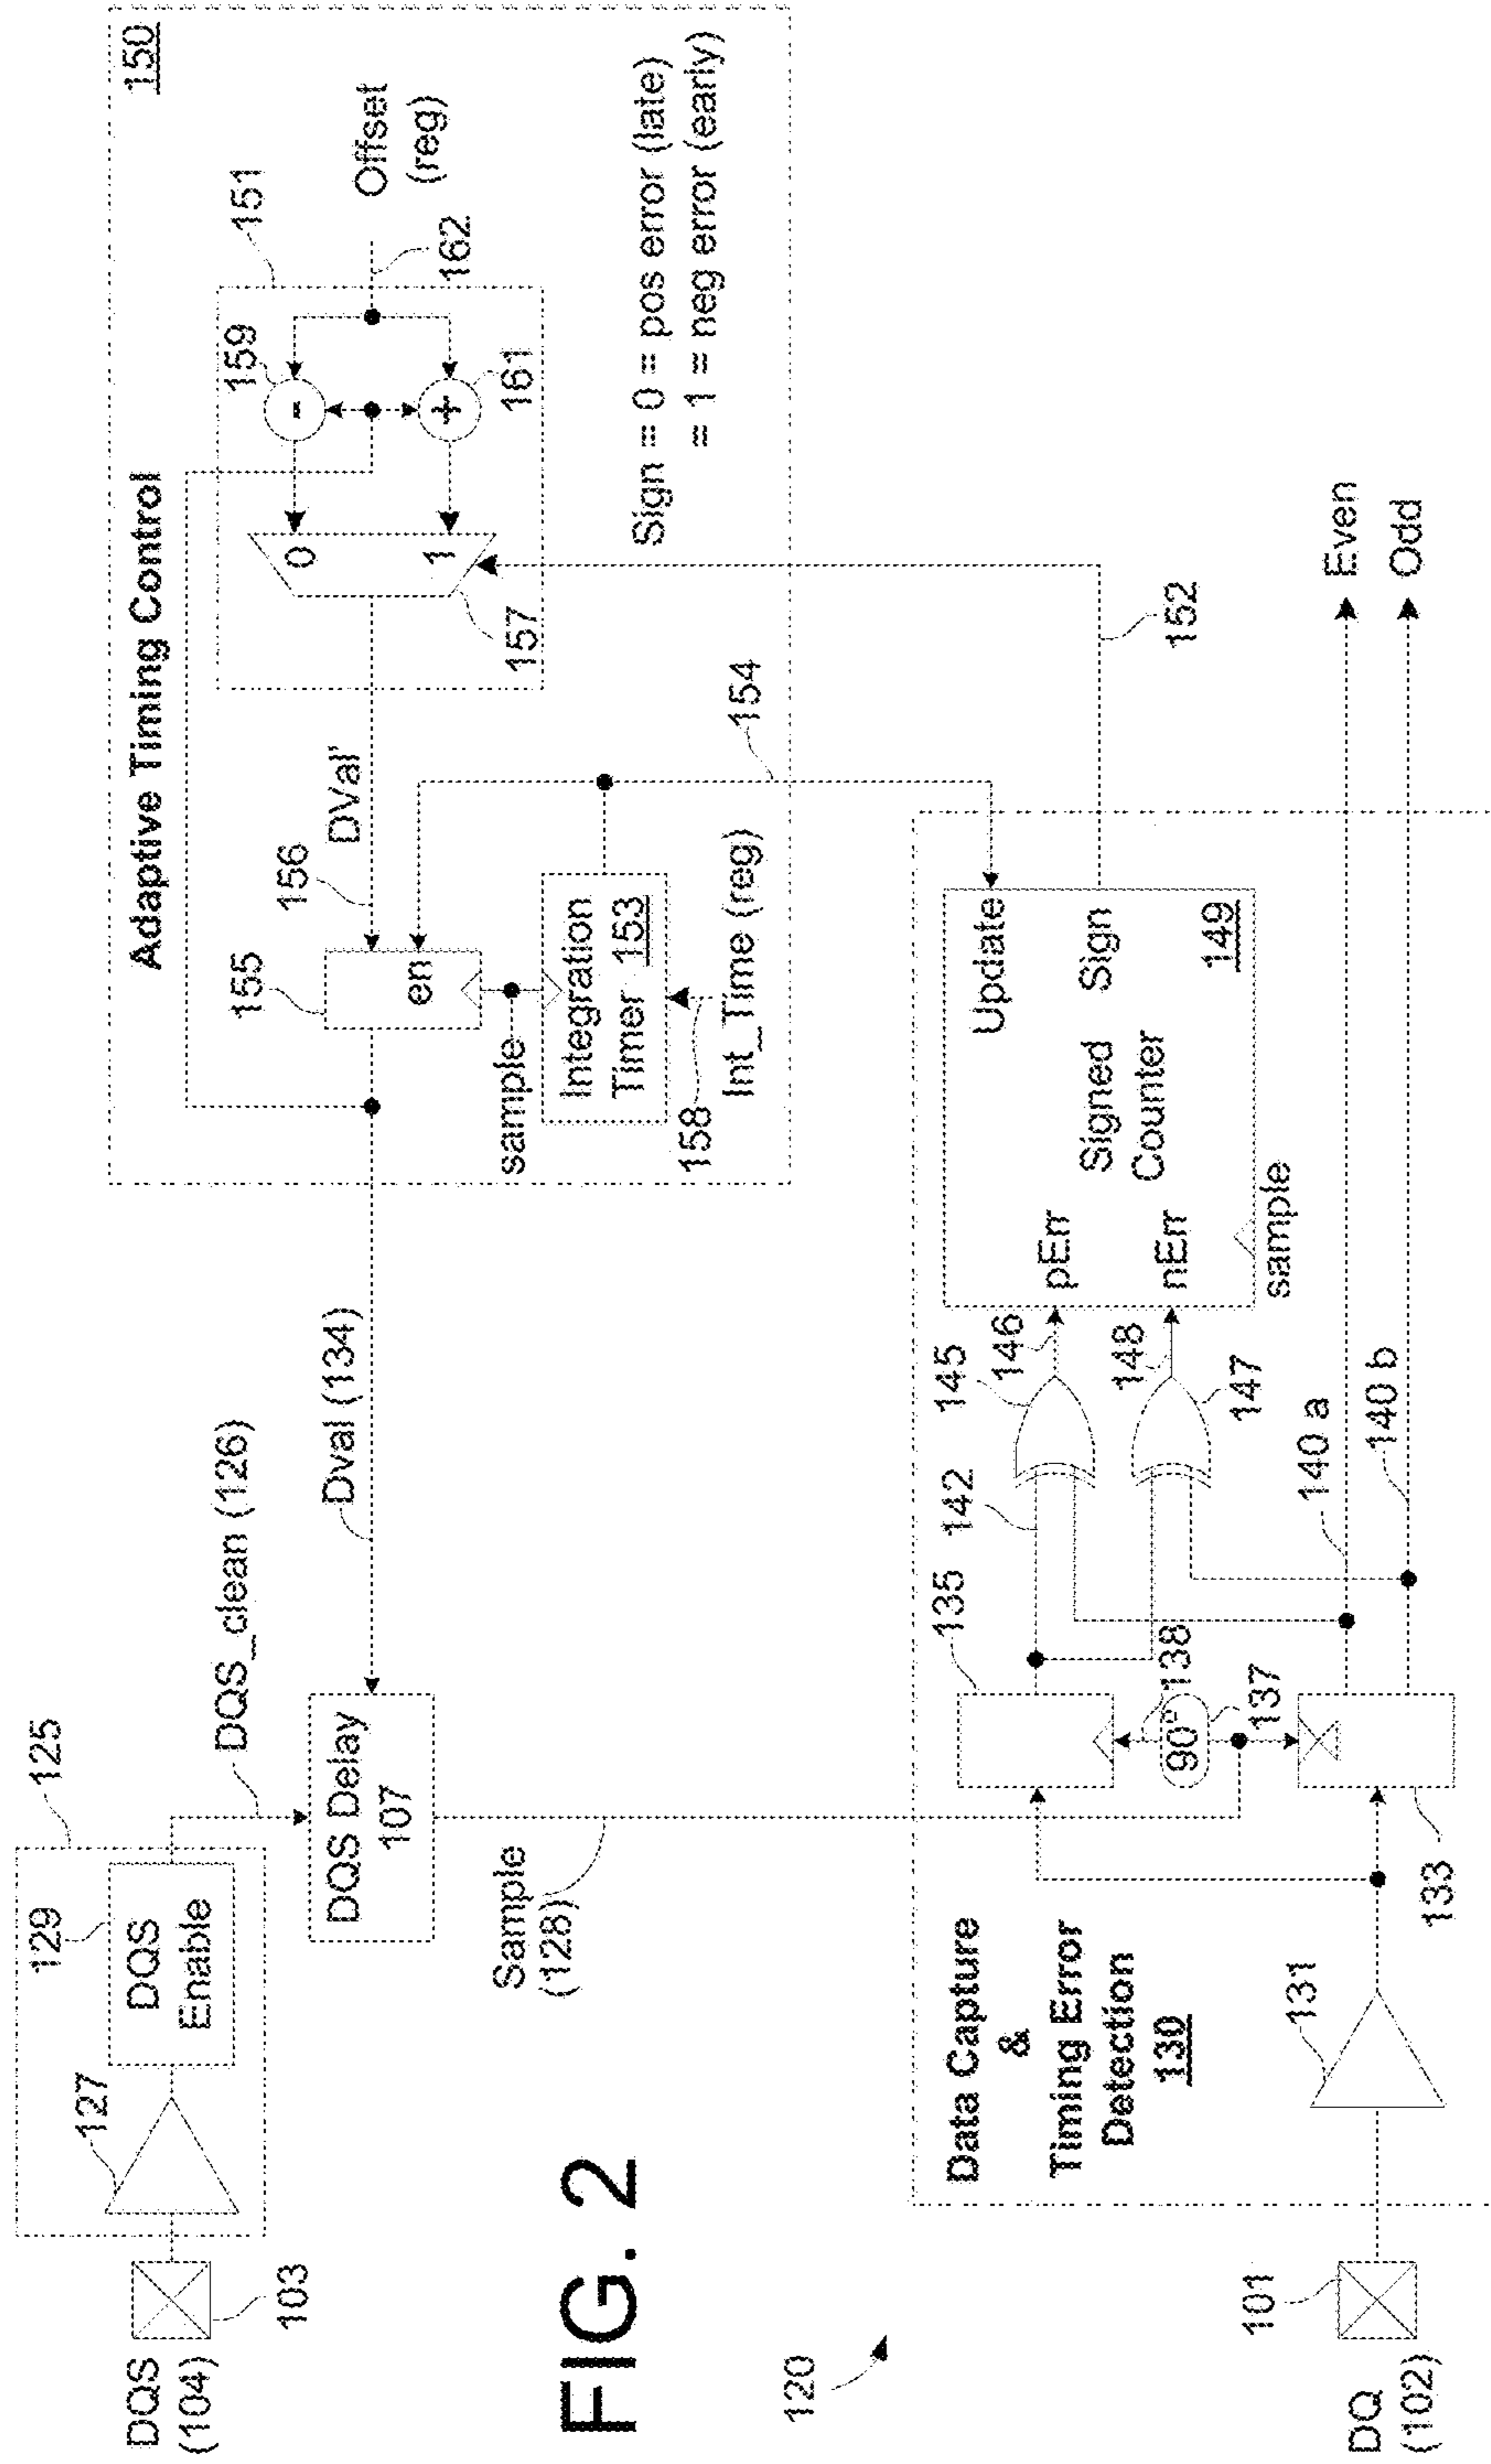 FIG. 2
120
DQS
(104)
103
127
129
DQS
Enable
125
DQS_clean (126)
DQS Delay
107
Dval (134)
Sample
(128)
Adaptive Timing Control
150
155
en
156
DVal'
sample
Integration
Timer 153
158
Int_Time (reg)
154
157
0
1
151
159
-
+
161
162
Offset
(reg)
Sign = 0 = pos error (late)
= 1 = neg error (early)
152
Data Capture
&
Timing Error
Detection
130
DQ
(102)
101
131
133
135
90°
137
138
142
145
146
147
148
140 a
140 b
pErr
nErr
Signed
Counter
Update
Sign
149
sample
Even
Odd